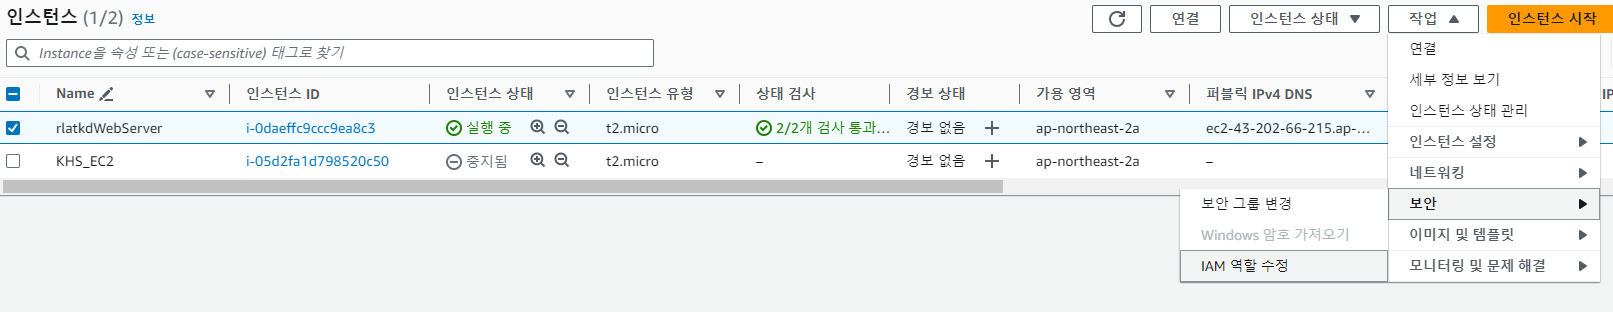 인스턴스 (1/2) 정보
연결 인스턴스 상태 작업 인스턴스 시작
Instance을 속성 또는 (case-sensitive) 태그로 찾기
Name 인스턴스 ID 인스턴스 상태 인스턴스 유형 상태 검사 경보 상태 가용 영역 퍼블릭 IPv4 DNS
rlatkdWebServer i-0daeffc9ccc9ea8c3 실행 중 t2.micro 2/2개 검사 통과... 경보 없음 ap-northeast-2a ec2-43-202-66-215.ap-...
KHS_EC2 i-05d2fa1d798520c50 중지됨 t2.micro – 경보 없음 ap-northeast-2a –
연결
세부 정보 보기
인스턴스 상태 관리
인스턴스 설정
네트워킹
보안
이미지 및 템플릿
모니터링 및 문제 해결
보안 그룹 변경
Windows 암호 가져오기
IAM 역할 수정